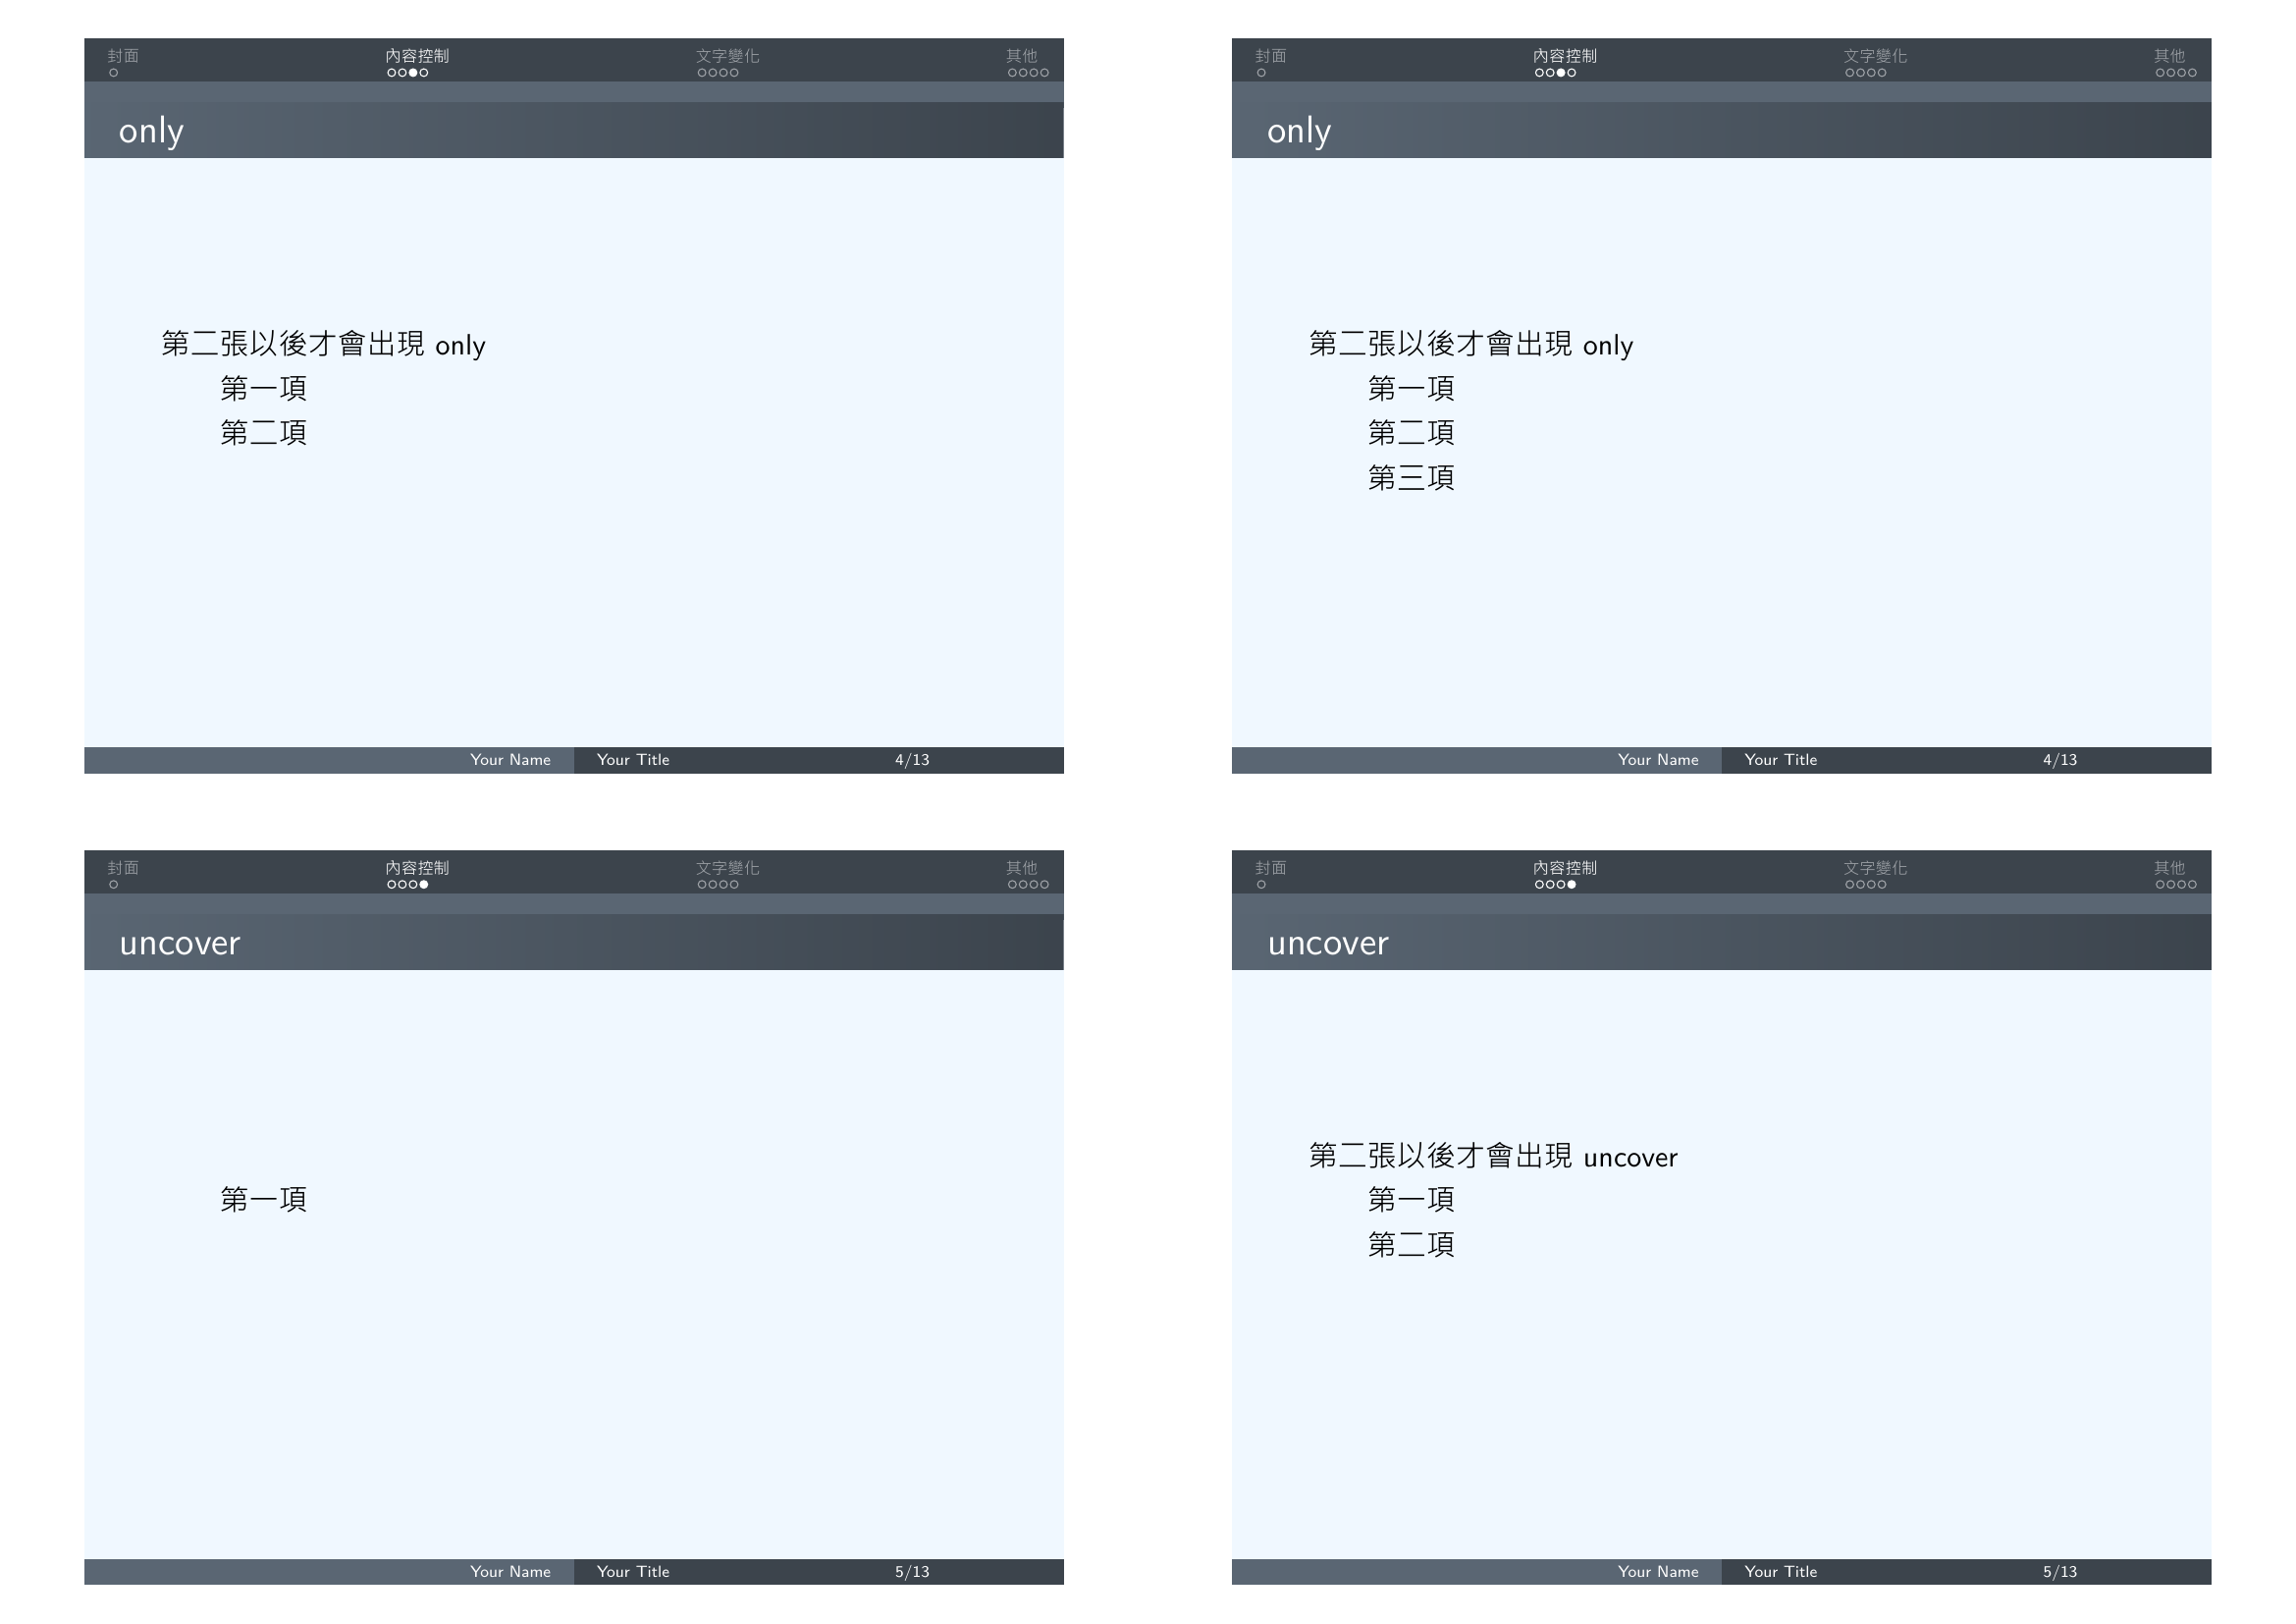 封面 內容控制 文字變化 其他
only
第二張以後才會出現 only
第一項
第二項
Your Name Your Title 4/13
封面 內容控制 文字變化 其他
only
第二張以後才會出現 only
第一項
第二項
第三項
Your Name Your Title 4/13
封面 內容控制 文字變化 其他
uncover
第一項
Your Name Your Title 5/13
封面 內容控制 文字變化 其他
uncover
第二張以後才會出現 uncover
第一項
第二項
Your Name Your Title 5/13